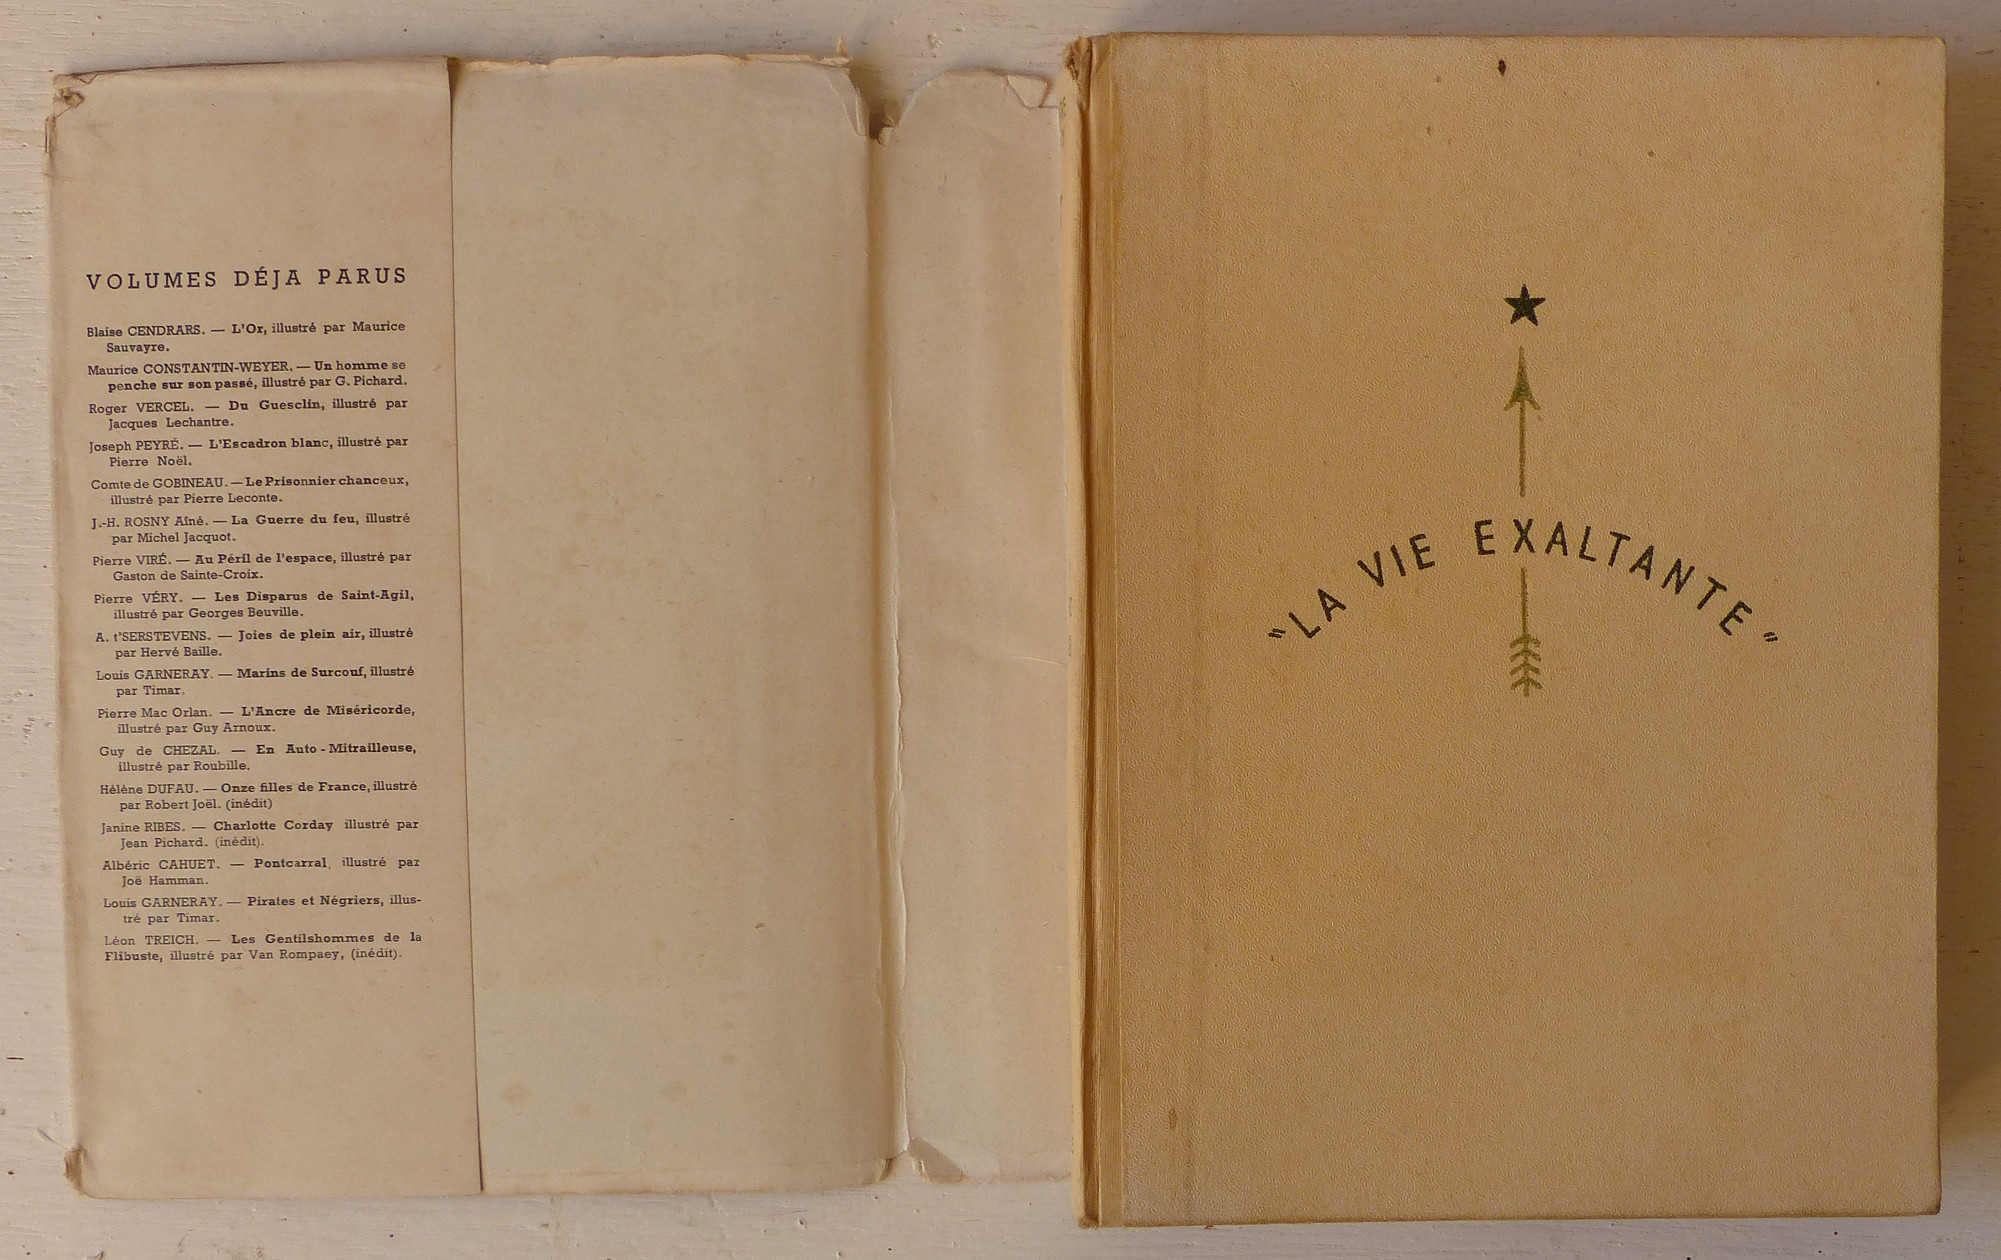 VOLUMES DÉJA PARUS
Blaise CENDRARS. — L'Or, illustré par Maurice
Sauvayre.
Maurice CONSTANTIN-WEYER. — Un homme se
penche sur son passé, illustré par G. Pichard.
Roger VERCEL. — Du Guesclin, illustré par
Jacques Lechantre.
Joseph PEYRÉ. — L'Escadron blanc, illustré par
Pierre Noël.
Comte de GOBINEAU. — Le Prisonnier chanceux,
illustré par Pierre Leconte.
J.-H. ROSNY Aîné. — La Guerre du feu, illustré
par Michel Jacquot.
Pierre VIRÉ. — Au Péril de l'espace, illustré par
Gaston de Sainte-Croix.
Pierre VÉRY. — Les Disparus de Saint-Agil,
illustré par Georges Beuville.
A. t'SERSTEVENS. — Joies de plein air, illustré
par Hervé Baille.
Louis GARNERAY. — Marins de Surcouf, illustré
par Timar.
Pierre Mac Orlan. — L'Ancre de Miséricorde,
illustré par Guy Arnoux.
Guy de CHEZAL. — En Auto-Mitrailleuse,
illustré par Roubille.
Hélène DUFAU. — Onze filles de France, illustré
par Robert Joël. (inédit)
Janine RIBES. — Charlotte Corday illustré par
Jean Pichard. (inédit).
Albéric CAHUET. — Pontcarral, illustré par
Joë Hamman.
Louis GARNERAY. — Pirates et Négriers, illus-
tré par Timar.
Léon TREICH. — Les Gentilshommes de la
Flibuste, illustré par Van Rompaey, (inédit).
"LA VIE EXALTANTE"